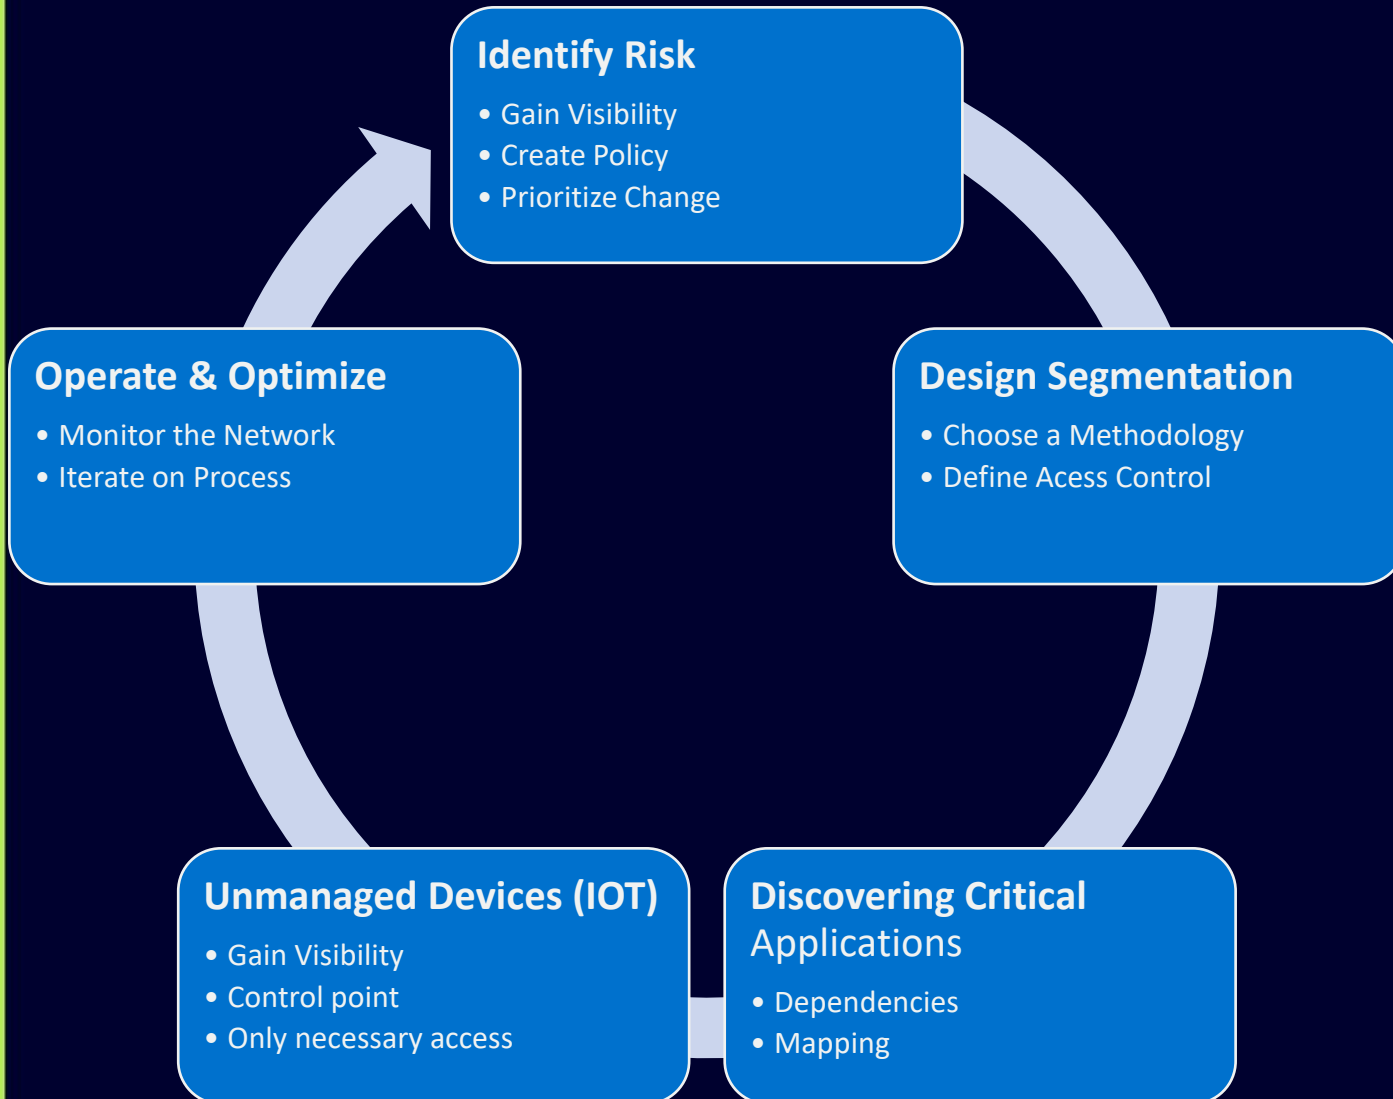 Identify Risk
• Gain Visibility
• Create Policy
• Prioritize Change
Design Segmentation
• Choose a Methodology
• Define Acess Control
Discovering Critical
Applications
• Dependencies
• Mapping
Unmanaged Devices (IOT)
• Gain Visibility
• Control point
• Only necessary access
Operate & Optimize
• Monitor the Network
• Iterate on Process